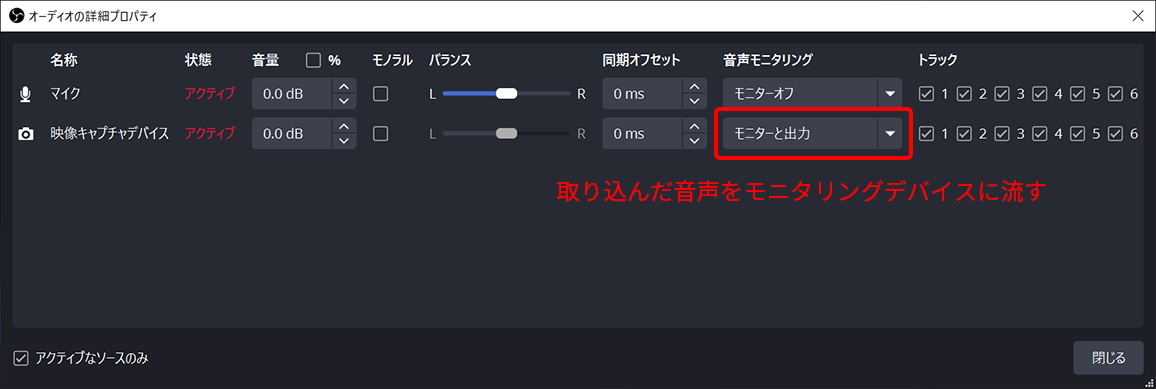 オーディオの詳細プロパティ
名称 状態 音量 % モノラル バランス 同期オフセット 音声モニタリング トラック
マイク アクティブ 0.0 dB L R 0 ms モニターオフ 1 2 3 4 5 6
映像キャプチャデバイス アクティブ 0.0 dB L R 0 ms モニターと出力 1 2 3 4 5 6
取り込んだ音声をモニタリングデバイスに流す
アクティブなソースのみ 閉じる